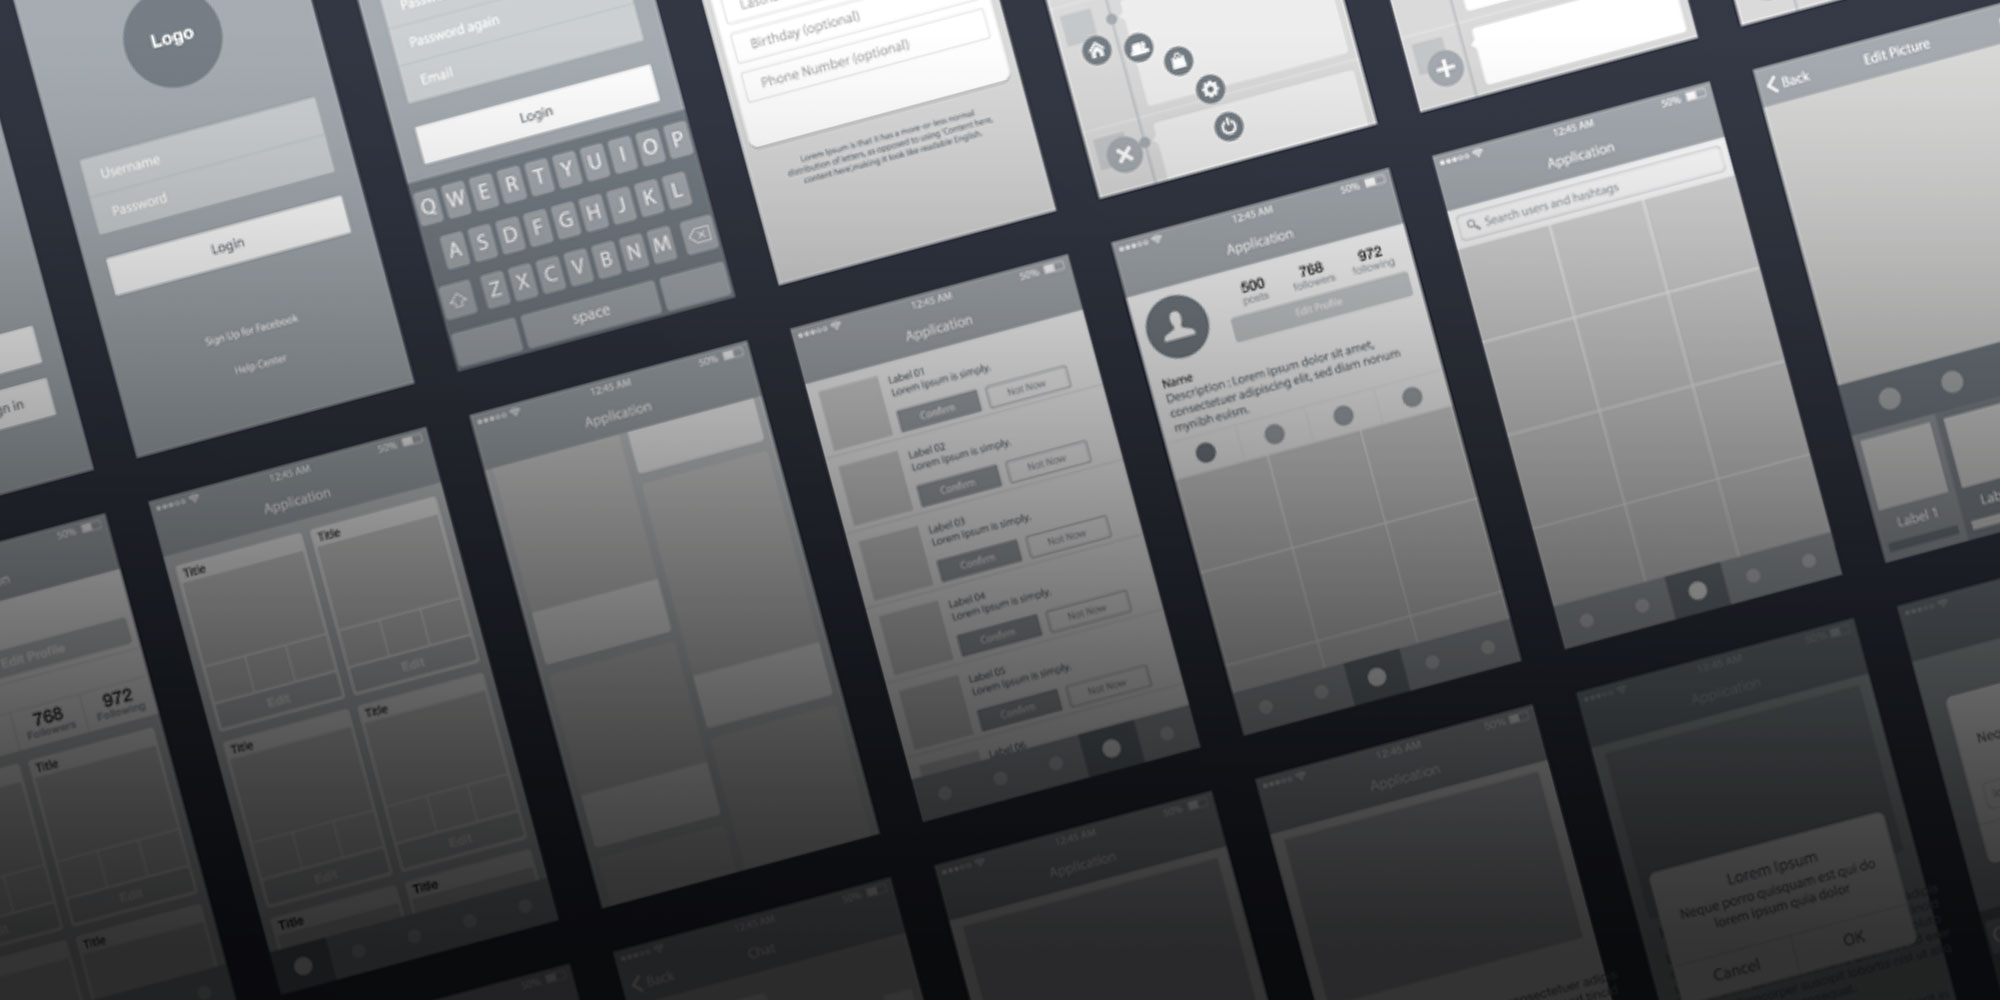 Logo
Username
Password
Login
Sign Up for Facebook
Help Center
Password again
Email
Login
Q W E R T Y U I O P
A S D F G H J K L
Z X C V B N M
space
Birthday (optional)
Phone Number (optional)
Lorem Ipsum is that it has a more-or-less normal
distribution of letters, as opposed to using 'Content here,
content here', making it look like readable English.
Back
Edit Picture
Label 1
50%
Edit Profile
768
Followers
972
Following
Title
Title
12:45 AM
50%
Application
Title
Title
Edit
Edit
Title
Title
Edit
Edit
Title
Title
12:45 AM
50%
Application
12:45 AM
50%
Application
Label 01
Lorem Ipsum is simply.
Confirm
Not Now
Label 02
Lorem Ipsum is simply.
Confirm
Not Now
Label 03
Lorem Ipsum is simply.
Confirm
Not Now
Label 04
Lorem Ipsum is simply.
Confirm
Not Now
Label 05
Lorem Ipsum is simply.
Confirm
Not Now
Label 06
12:45 AM
50%
Application
500
posts
768
followers
972
following
Edit Profile
Name
Description : Lorem ipsum dolor sit amet,
consectetuer adipiscing elit, sed diam nonum
mynibh euism.
12:45 AM
50%
Application
Search users and hashtags
50%
12:45 AM
50%
Back
Chat
12:45 AM
50%
Application
12:45 AM
50%
Application
12:45 AM
50%
Application
Lorem Ipsum
Neque porro quisquam est qui do
lorem ipsum quia dolor
Cancel
OK